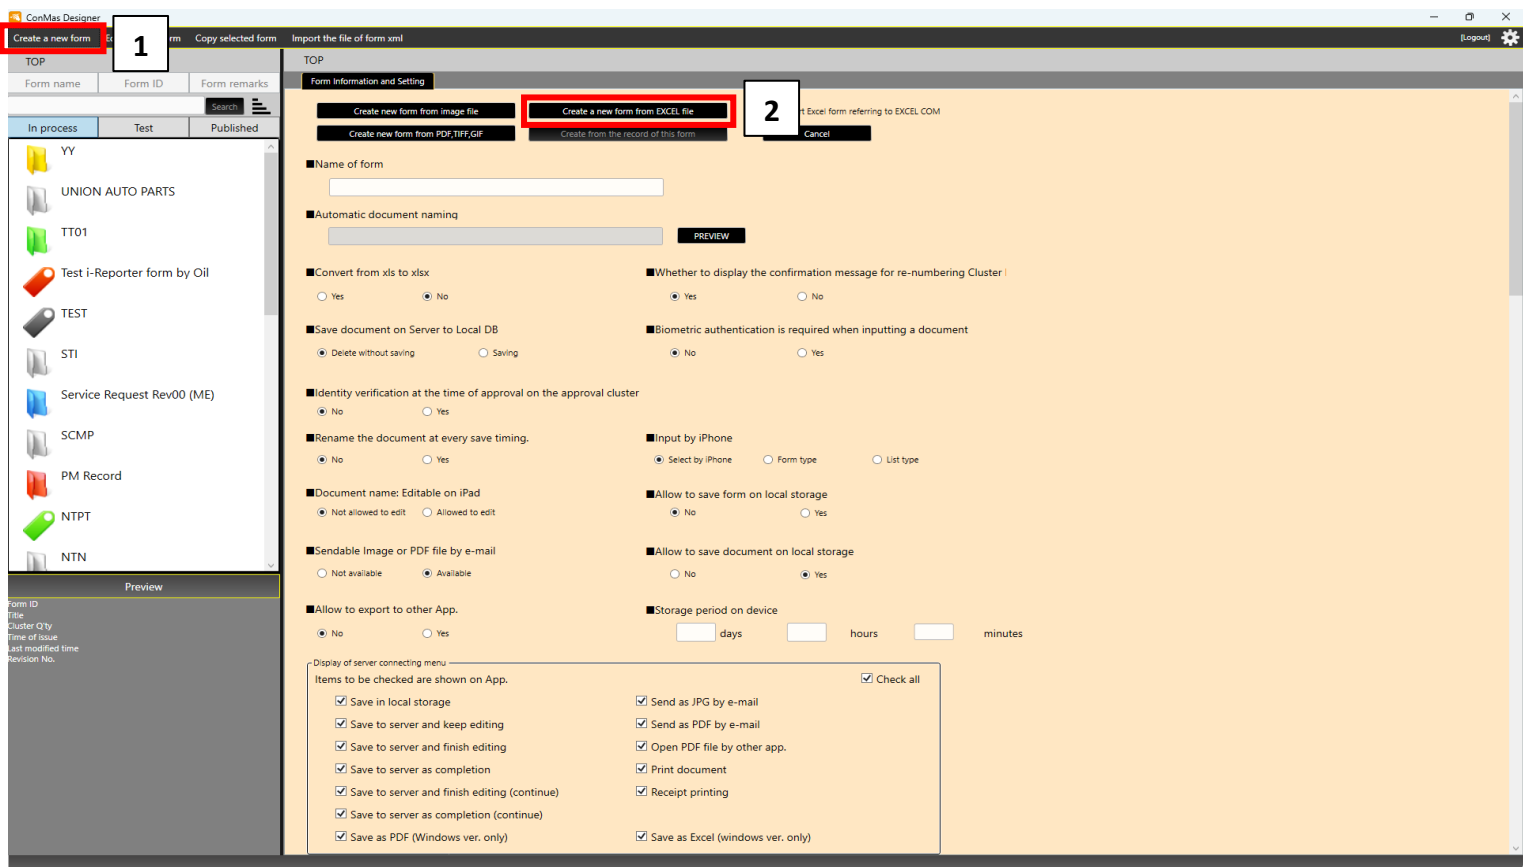 ConMas Designer
Create a new form
Copy selected form
Import the file of form xml
[Logout]
1
TOP
Form name
Form ID
Form remarks
Search
In process
Test
Published
YY
UNION AUTO PARTS
TT01
Test i-Reporter form by Oil
TEST
STI
Service Request Rev00 (ME)
SCMP
PM Record
NTPT
NTN
Preview
Form ID
Title
Cluster Q'ty
Time of issue
Last modified time
Revision No.
TOP
Form Information and Setting
Create new form from image file
Create a new form from EXCEL file
2
Excel form referring to EXCEL COM
Create new form from PDF,TIFF,GIF
Create from the record of this form
Cancel
■Name of form
■Automatic document naming
PREVIEW
■Convert from xls to xlsx
Yes
No
■Whether to display the confirmation message for re-numbering Cluster
Yes
No
■Save document on Server to Local DB
Delete without saving
Saving
■Biometric authentication is required when inputting a document
No
Yes
■Identity verification at the time of approval on the approval cluster
No
Yes
■Rename the document at every save timing.
No
Yes
■Input by iPhone
Select by iPhone
Form type
List type
■Document name: Editable on iPad
Not allowed to edit
Allowed to edit
■Allow to save form on local storage
No
Yes
■Sendable Image or PDF file by e-mail
Not available
Available
■Allow to save document on local storage
No
Yes
■Allow to export to other App.
No
Yes
■Storage period on device
days
hours
minutes
Display of server connecting menu
Items to be checked are shown on App.
Check all
Save in local storage
Send as JPG by e-mail
Save to server and keep editing
Send as PDF by e-mail
Save to server and finish editing
Open PDF file by other app.
Save to server as completion
Print document
Save to server and finish editing (continue)
Receipt printing
Save to server as completion (continue)
Save as PDF (Windows ver. only)
Save as Excel (windows ver. only)